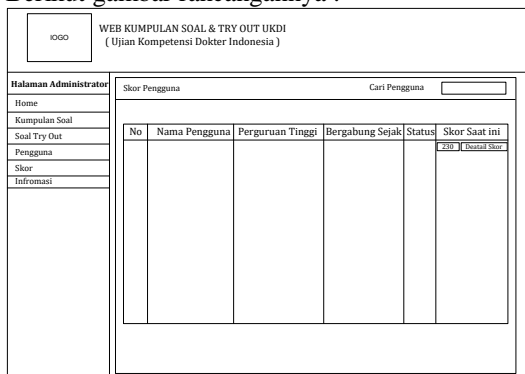 Berikut gambar rancangannya :
IOGO
WEB KUMPULAN SOAL & TRY OUT UKDI
( Ujian Kompetensi Dokter Indonesia )
Halaman Administrator
Home
Kumpulan Soal
Soal Try Out
Pengguna
Skor
Infromasi
Skor Pengguna Cari Pengguna
No Nama Pengguna Perguruan Tinggi Bergabung Sejak Status Skor Saat ini
230 Deatail Skor